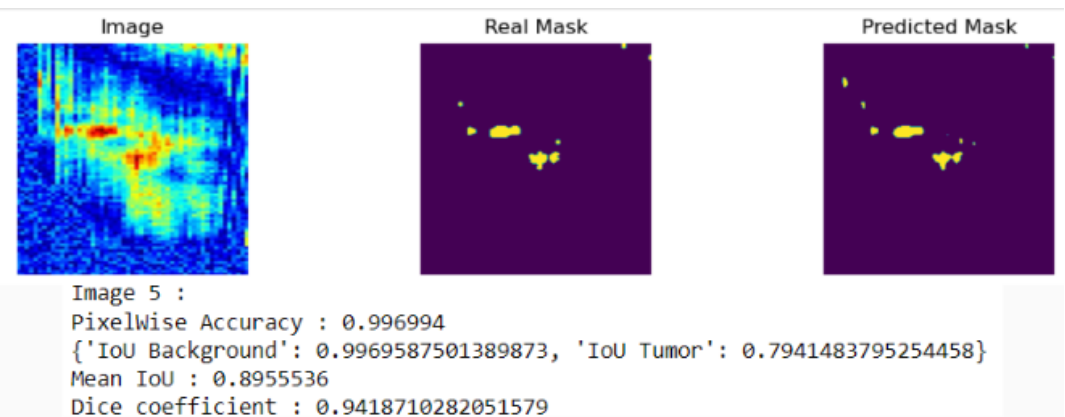 Image Real Mask Predicted Mask
Image 5 :
PixelWise Accuracy : 0.996994
{'IoU Background': 0.9969587501389873, 'IoU Tumor': 0.7941483795254458}
Mean IoU : 0.8955536
Dice coefficient : 0.9418710282051579